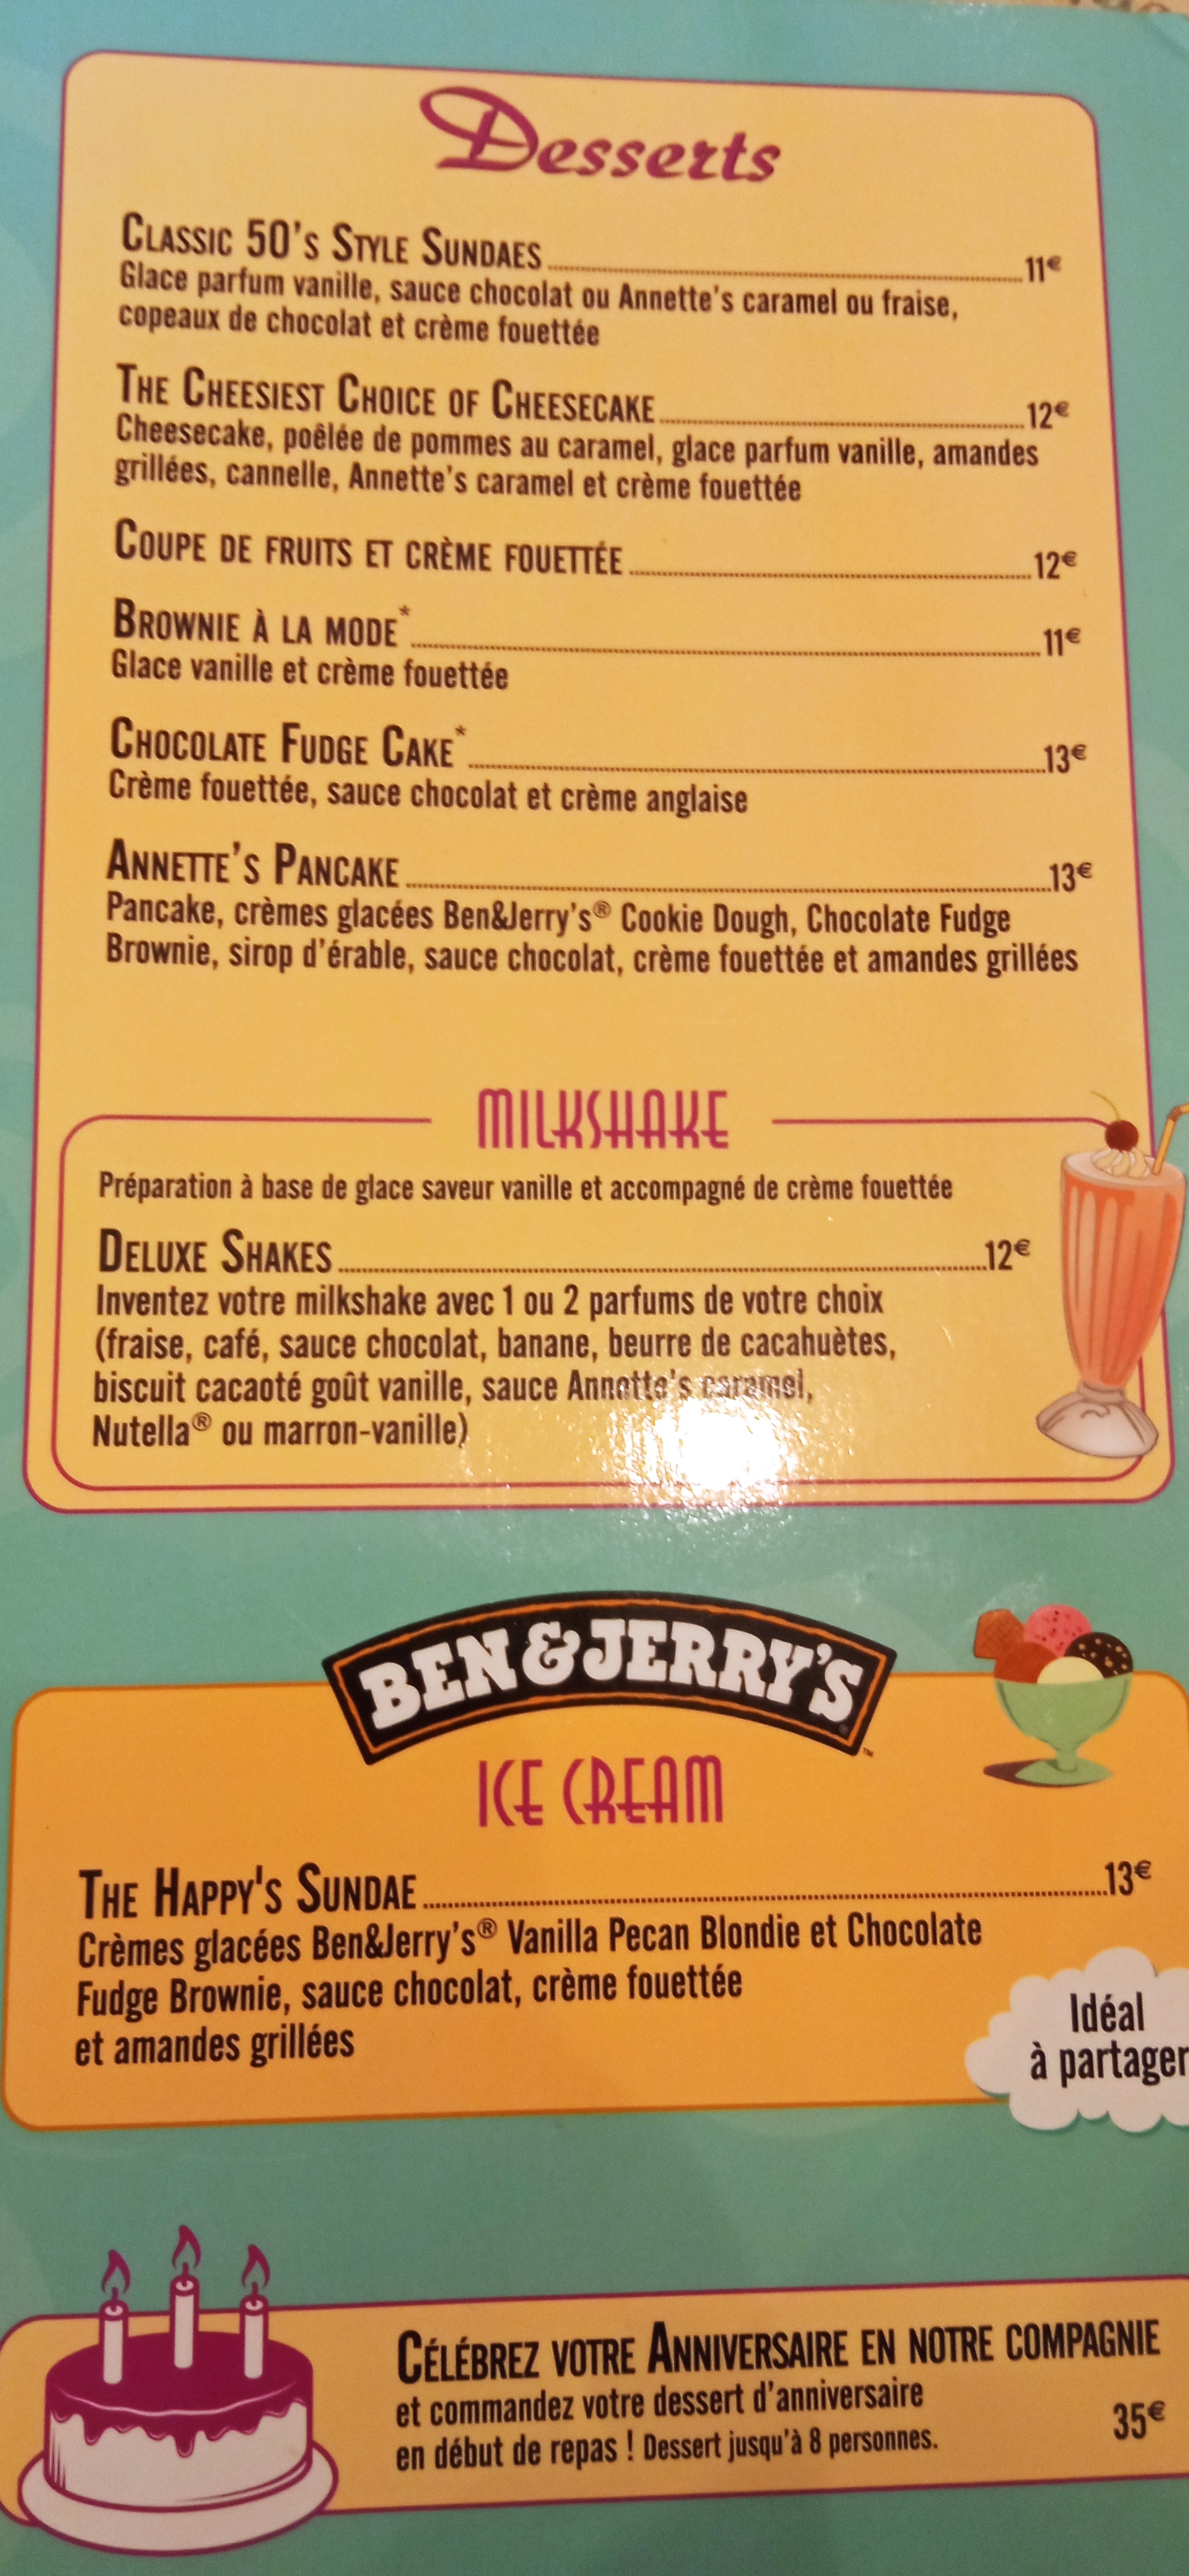 Desserts
CLASSIC 50'S STYLE SUNDAES 11€
Glace parfum vanille, sauce chocolat ou Annette's caramel ou fraise,
copeaux de chocolat et crème fouettée
THE CHEESIEST CHOICE OF CHEESECAKE 12€
Cheesecake, poêlée de pommes au caramel, glace parfum vanille, amandes
grillées, cannelle, Annette's caramel et crème fouettée
COUPE DE FRUITS ET CRÈME FOUETTÉE 12€
BROWNIE À LA MODE* 11€
Glace vanille et crème fouettée
CHOCOLATE FUDGE CAKE* 13€
Crème fouettée, sauce chocolat et crème anglaise
ANNETTE'S PANCAKE 13€
Pancake, crèmes glacées Ben&Jerry's® Cookie Dough, Chocolate Fudge
Brownie, sirop d'érable, sauce chocolat, crème fouettée et amandes grillées
MILKSHAKE
Préparation à base de glace saveur vanille et accompagné de crème fouettée
DELUXE SHAKES 12€
Inventez votre milkshake avec 1 ou 2 parfums de votre choix
(fraise, café, sauce chocolat, banane, beurre de cacahuètes,
biscuit cacaoté goût vanille, sauce Annette's caramel,
Nutella® ou marron-vanille)
BEN & JERRY'S®™
ICE CREAM
THE HAPPY'S SUNDAE 13€
Crèmes glacées Ben&Jerry's® Vanilla Pecan Blondie et Chocolate
Fudge Brownie, sauce chocolat, crème fouettée
et amandes grillées
Idéal
à partager
CÉLÉBREZ VOTRE ANNIVERSAIRE EN NOTRE COMPAGNIE
et commandez votre dessert d'anniversaire
en début de repas ! Dessert jusqu'à 8 personnes. 35€